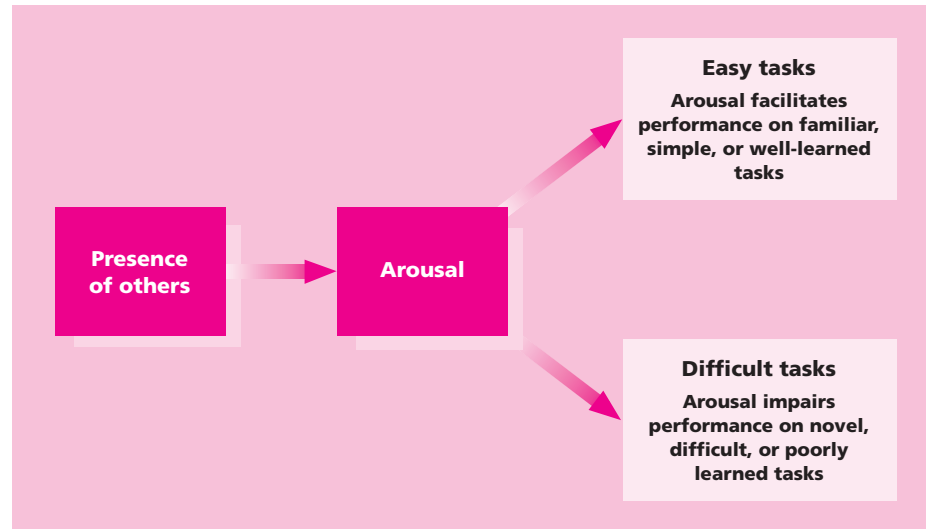 Presence
of others
Arousal
Easy tasks
Arousal facilitates
performance on familiar,
simple, or well-learned
tasks
Difficult tasks
Arousal impairs
performance on novel,
difficult, or poorly
learned tasks